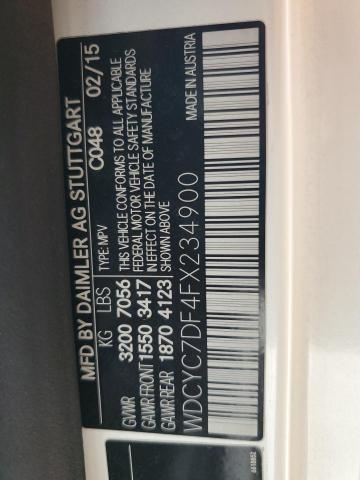 MFD BY DAIMLER AG STUTTGART
CO48 02/15
KG LBS TYPE: MPV
GVWR 3200 7056
GAWR FRONT 1550 3417
GAWR REAR 1870 4123
THIS VEHICLE CONFORMS TO ALL APPLICABLE
FEDERAL MOTOR VEHICLE SAFETY STANDARDS
IN EFFECT ON THE DATE OF MANUFACTURE
SHOWN ABOVE
WDCYC7DF4FX234900
MADE IN AUSTRIA